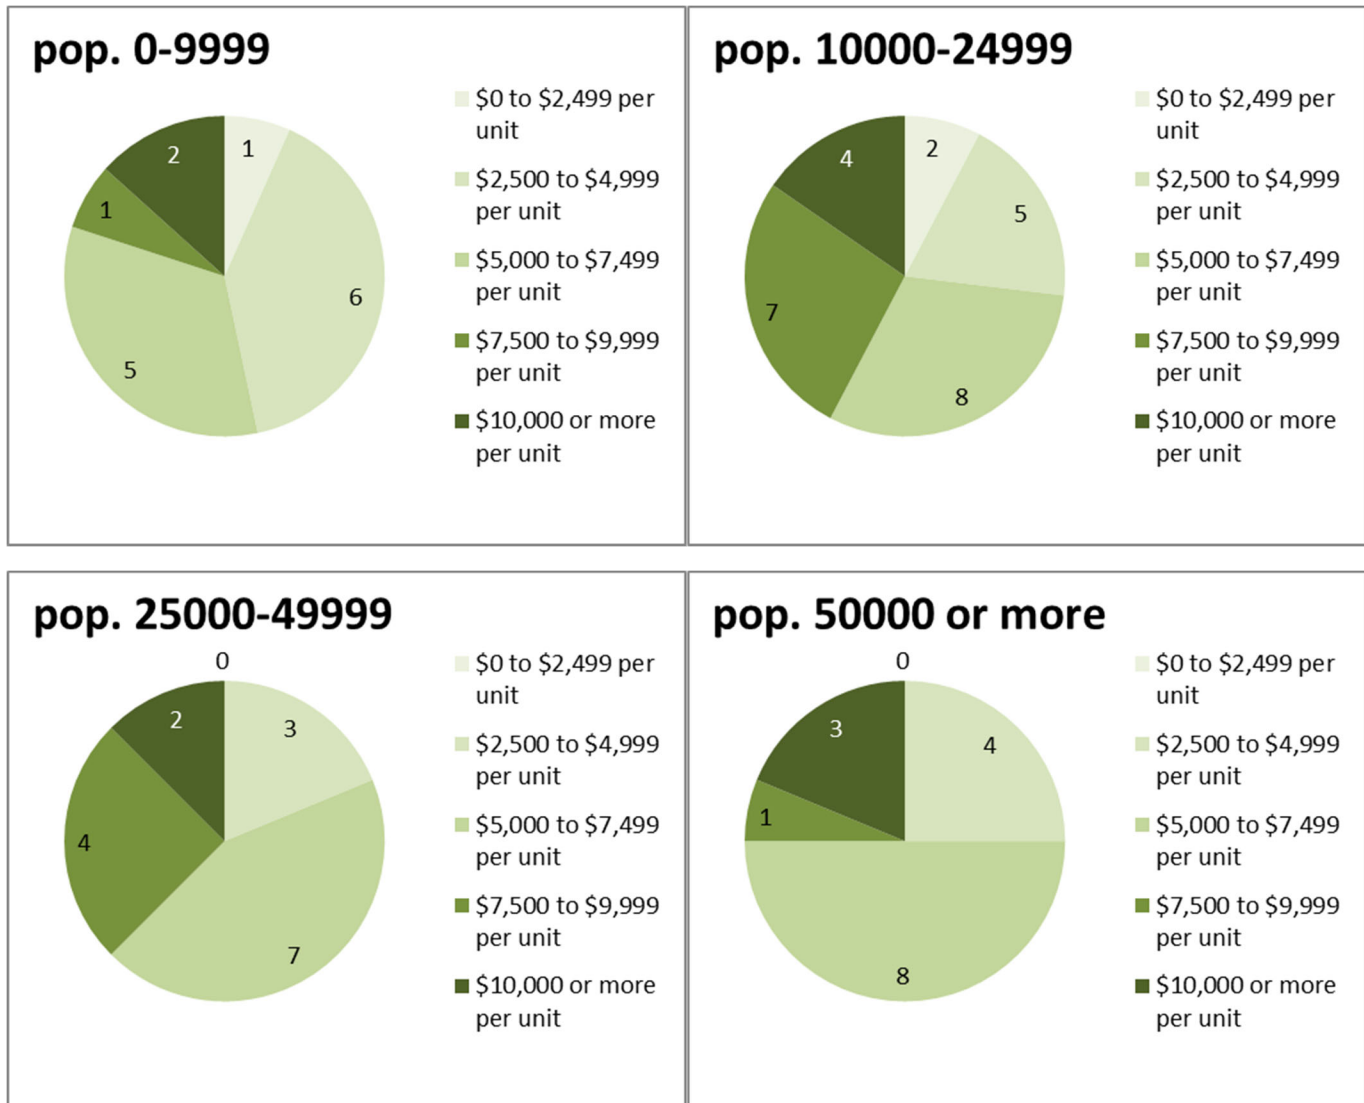 pop. 0-9999
1
6
5
1
2
$0 to $2,499 per
unit
$2,500 to $4,999
per unit
$5,000 to $7,499
per unit
$7,500 to $9,999
per unit
$10,000 or more
per unit
pop. 10000-24999
2
5
8
7
4
$0 to $2,499 per
unit
$2,500 to $4,999
per unit
$5,000 to $7,499
per unit
$7,500 to $9,999
per unit
$10,000 or more
per unit
pop. 25000-49999
0
3
7
4
2
$0 to $2,499 per
unit
$2,500 to $4,999
per unit
$5,000 to $7,499
per unit
$7,500 to $9,999
per unit
$10,000 or more
per unit
pop. 50000 or more
0
4
8
1
3
$0 to $2,499 per
unit
$2,500 to $4,999
per unit
$5,000 to $7,499
per unit
$7,500 to $9,999
per unit
$10,000 or more
per unit